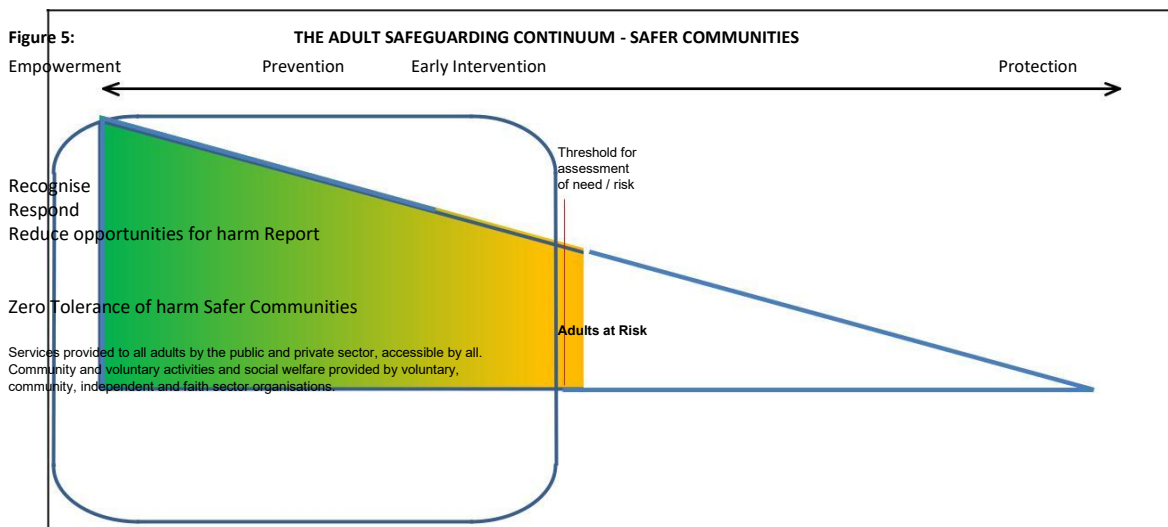 Figure 5: THE ADULT SAFEGUARDING CONTINUUM - SAFER COMMUNITIES
Empowerment Prevention Early Intervention Protection
Threshold for
assessment
of need / risk
Recognise
Respond
Reduce opportunities for harm Report
Zero Tolerance of harm Safer Communities
Adults at Risk
Services provided to all adults by the public and private sector, accessible by all.
Community and voluntary activities and social welfare provided by voluntary,
community, independent and faith sector organisations.